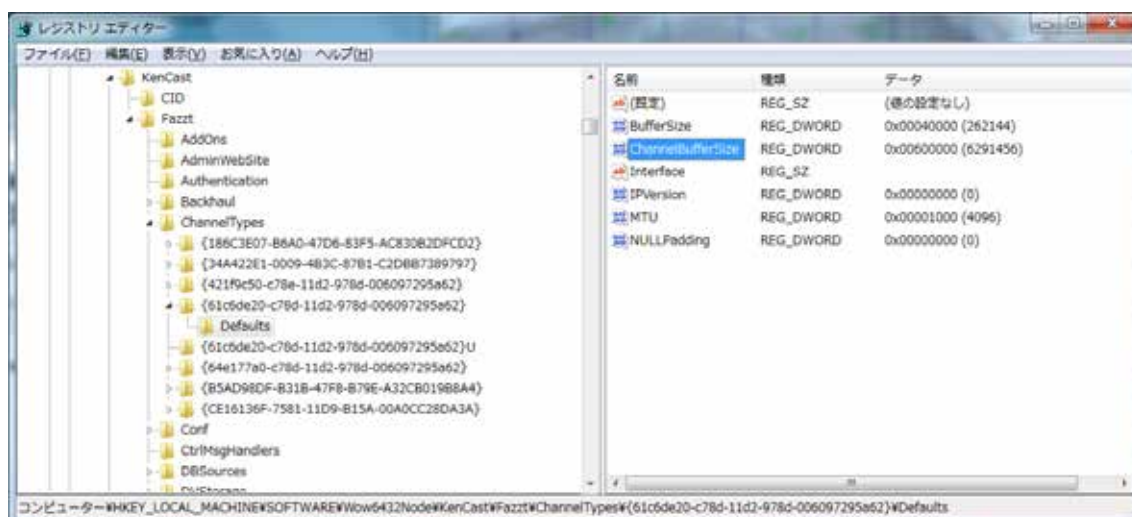 レジストリ エディター
ファイル(F) 編集(E) 表示(V) お気に入り(A) ヘルプ(H)
KenCast
CID
Fazzt
AddOns
AdminWebSite
Authentication
Backhaul
ChannelTypes
{186C3E07-B6A0-47D6-83F5-AC830B2DFCD2}
{34A422E1-0009-4B3C-87B1-C2DBB7389797}
{421f9c50-c78e-11d2-978d-006097295a62}
{61c6de20-c78d-11d2-978d-006097295a62}
Defaults
{61c6de20-c78d-11d2-978d-006097295a62}U
{64e177a0-c78d-11d2-978d-006097295a62}
{B5AD98DF-B31B-47F8-B79E-A32CB019B8A4}
{CE16136F-7581-11D9-B15A-00A0CC28DA3A}
Conf
CtrlMsgHandlers
DBSources
名前 種類 データ
(既定) REG_SZ (値の設定なし)
BufferSize REG_DWORD 0x00040000 (262144)
ChannelBufferSize REG_DWORD 0x00600000 (6291456)
Interface REG_SZ
IPVersion REG_DWORD 0x00000000 (0)
MTU REG_DWORD 0x00001000 (4096)
NULLPadding REG_DWORD 0x00000000 (0)
コンピューター¥HKEY_LOCAL_MACHINE¥SOFTWARE¥Wow6432Node¥KenCast¥Fazzt¥ChannelTypes¥{61c6de20-c78d-11d2-978d-006097295a62}¥Defaults